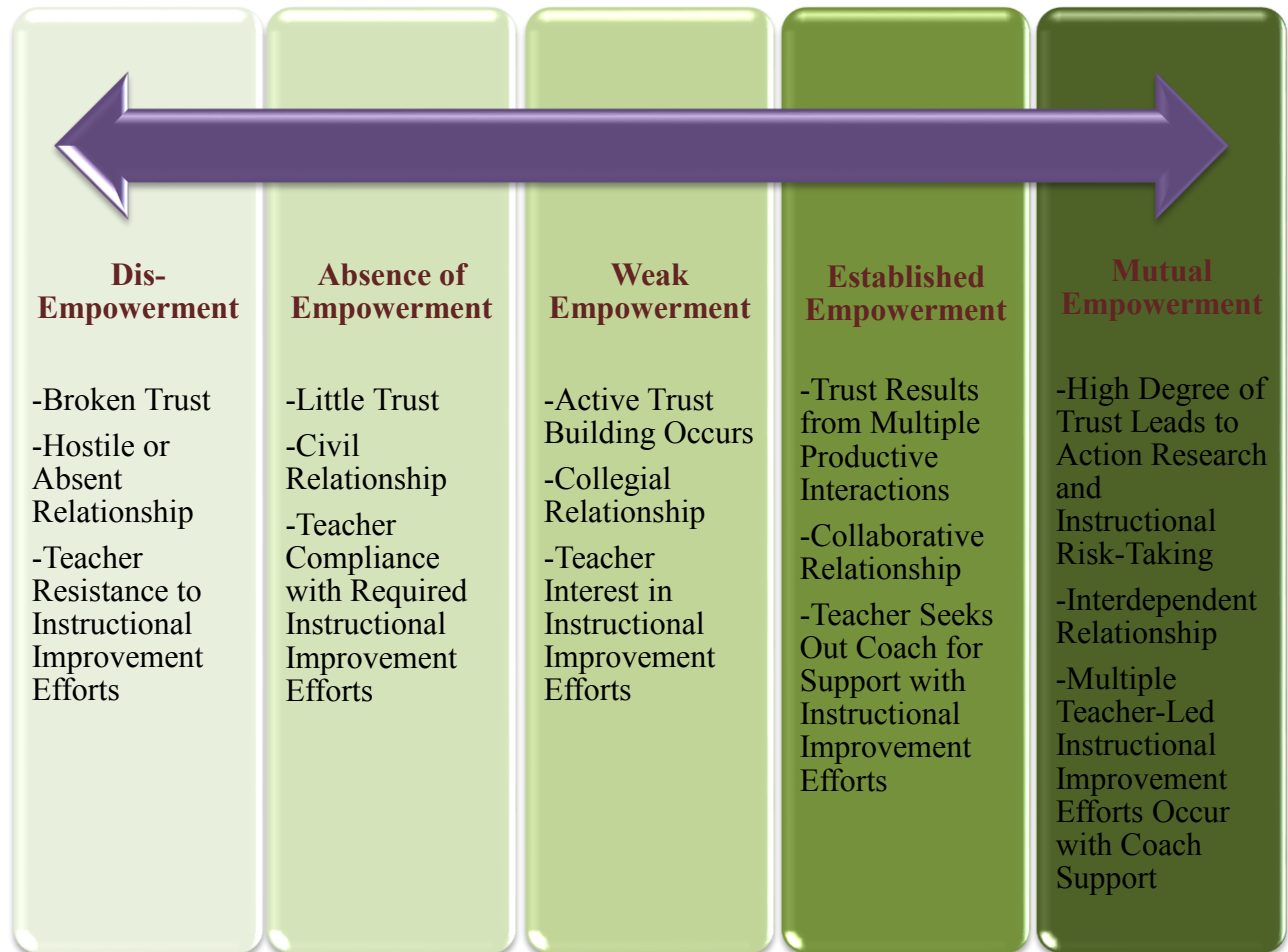 Dis-
Empowerment
-Broken Trust
-Hostile or
Absent
Relationship
-Teacher
Resistance to
Instructional
Improvement
Efforts
Absence of
Empowerment
-Little Trust
-Civil
Relationship
-Teacher
Compliance
with Required
Instructional
Improvement
Efforts
Weak
Empowerment
-Active Trust
Building Occurs
-Collegial
Relationship
-Teacher
Interest in
Instructional
Improvement
Efforts
Established
Empowerment
-Trust Results
from Multiple
Productive
Interactions
-Collaborative
Relationship
-Teacher Seeks
Out Coach for
Support with
Instructional
Improvement
Efforts
Mutual
Empowerment
-High Degree of
Trust Leads to
Action Research
and
Instructional
Risk-Taking
-Interdependent
Relationship
-Multiple
Teacher-Led
Instructional
Improvement
Efforts Occur
with Coach
Support